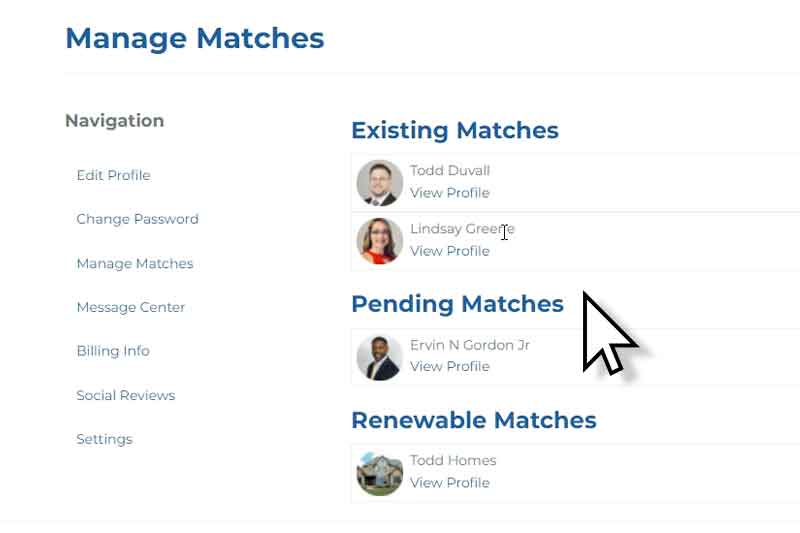 Manage Matches
Navigation
Edit Profile
Change Password
Manage Matches
Message Center
Billing Info
Social Reviews
Settings
Existing Matches
Todd Duvall
View Profile
Lindsay Greene
View Profile
Pending Matches
Ervin N Gordon Jr
View Profile
Renewable Matches
Todd Homes
View Profile